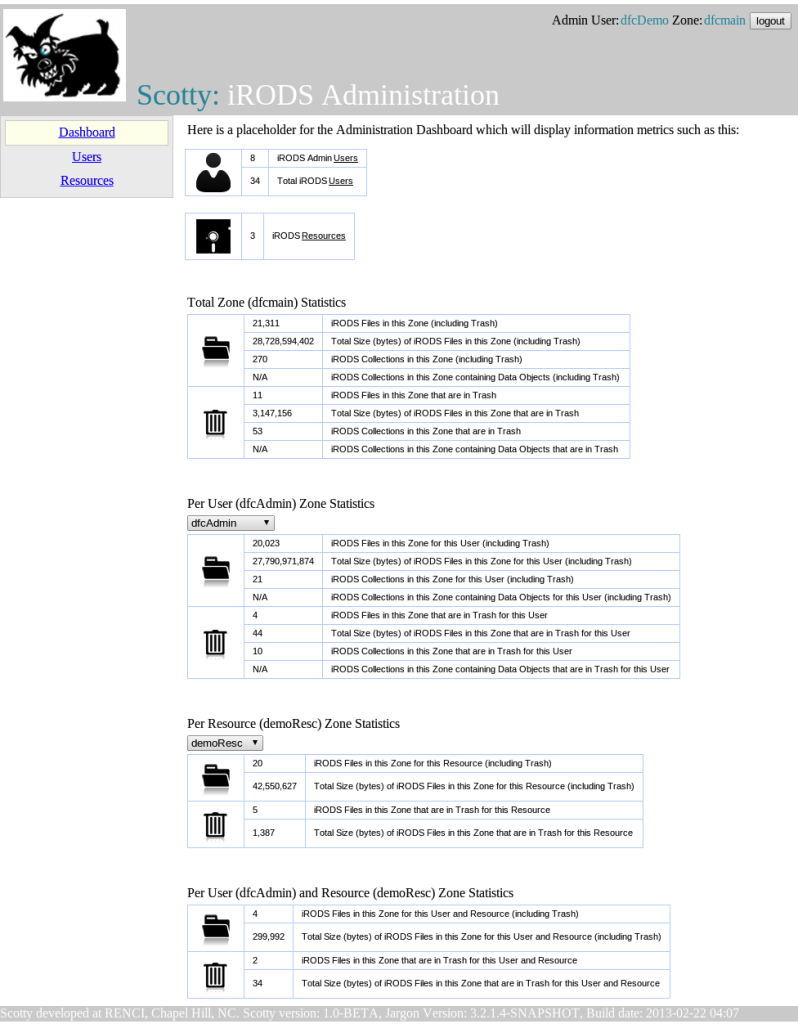 Admin User: dfcDemo Zone: dfcmain logout
Scotty: iRODS Administration
Dashboard
Users
Resources
Here is a placeholder for the Administration Dashboard which will display information metrics such as this:
8 iRODS Admin Users
34 Total iRODS Users
3 iRODS Resources
Total Zone (dfcmain) Statistics
21,311 iRODS Files in this Zone (including Trash)
28,728,594,402 Total Size (bytes) of iRODS Files in this Zone (including Trash)
270 iRODS Collections in this Zone (including Trash)
N/A iRODS Collections in this Zone containing Data Objects (including Trash)
11 iRODS Files in this Zone that are in Trash
3,147,156 Total Size (bytes) of iRODS Files in this Zone that are in Trash
53 iRODS Collections in this Zone that are in Trash
N/A iRODS Collections in this Zone containing Data Objects that are in Trash
Per User (dfcAdmin) Zone Statistics
dfcAdmin
20,023 iRODS Files in this Zone for this User (including Trash)
27,790,971,874 Total Size (bytes) of iRODS Files in this Zone for this User (including Trash)
21 iRODS Collections in this Zone for this User (including Trash)
N/A iRODS Collections in this Zone containing Data Objects for this User (including Trash)
4 iRODS Files in this Zone that are in Trash for this User
44 Total Size (bytes) of iRODS Files in this Zone that are in Trash for this User
10 iRODS Collections in this Zone that are in Trash for this User
N/A iRODS Collections in this Zone containing Data Objects that are in Trash for this User
Per Resource (demoResc) Zone Statistics
demoResc
20 iRODS Files in this Zone for this Resource (including Trash)
42,550,627 Total Size (bytes) of iRODS Files in this Zone for this Resource (including Trash)
5 iRODS Files in this Zone that are in Trash for this Resource
1,387 Total Size (bytes) of iRODS Files in this Zone that are in Trash for this Resource
Per User (dfcAdmin) and Resource (demoResc) Zone Statistics
4 iRODS Files in this Zone for this User and Resource (including Trash)
299,992 Total Size (bytes) of iRODS Files in this Zone for this User and Resource (including Trash)
2 iRODS Files in this Zone that are in Trash for this User and Resource
34 Total Size (bytes) of iRODS Files in this Zone that are in Trash for this User and Resource
Scotty developed at RENCI, Chapel Hill, NC. Scotty version: 1.0-BETA, Jargon Version: 3.2.1.4-SNAPSHOT, Build date: 2013-02-22 04:07